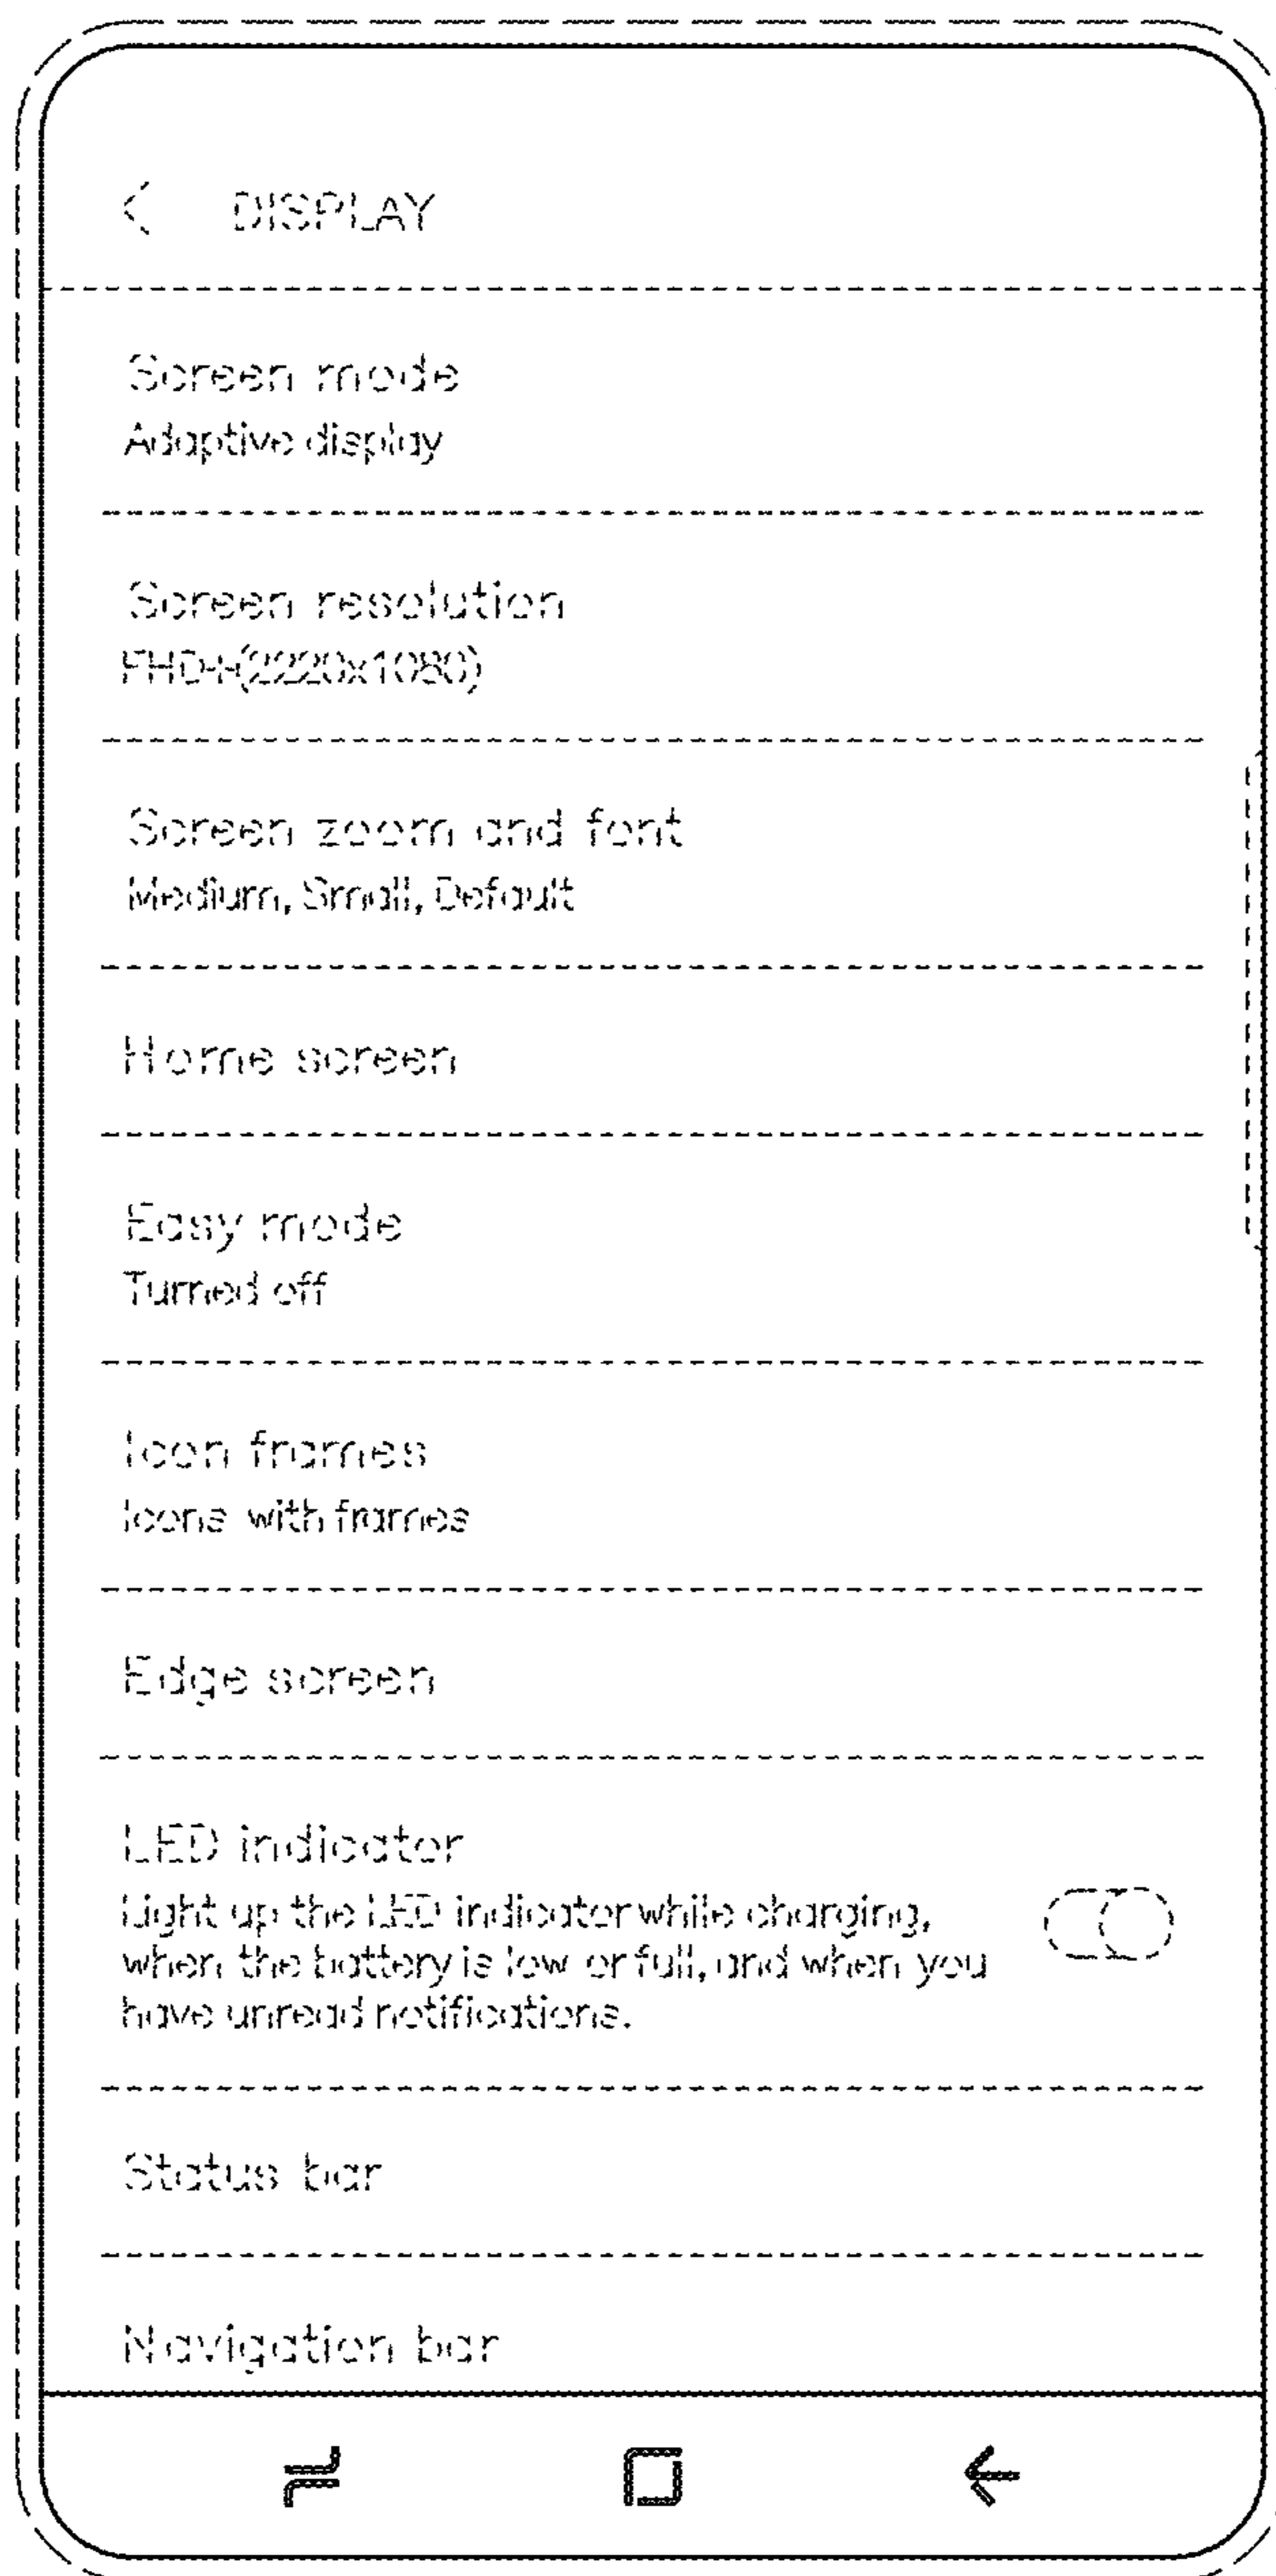 DISPLAY
Screen mode
Adaptive display
Screen resolution
FHD+(2220x1080)
Screen zoom and font
Medium, Small, Default
Home screen
Easy mode
Turned off
Icon frames
Icons with frames
Edge screen
LED indicator
Light up the LED indicator while charging,
when the battery is low or full, and when you
have unread notifications.
Status bar
Navigation bar